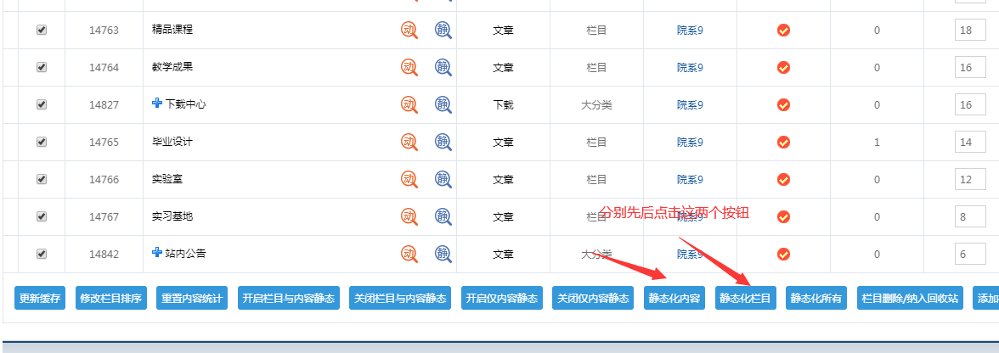 14763 精品课程 动 静 文章 栏目 院系9 0 18
14764 教学成果 动 静 文章 栏目 院系9 0 16
14827 下载中心 动 静 下载 大分类 院系9 0 16
14765 毕业设计 动 静 文章 栏目 院系9 1 14
14766 实验室 动 静 文章 栏目 院系9 0 12
分别先后点击这两个按钮
14767 实习基地 动 静 文章 栏目 院系9 0 8
14842 站内公告 动 静 文章 大分类 院系9 0 6
更新缓存 修改栏目排序 重置内容统计 开启栏目与内容静态 关闭栏目与内容静态 开启仅内容静态 关闭仅内容静态 静态化内容 静态化栏目 静态化所有 栏目删除/纳入回收站 添加